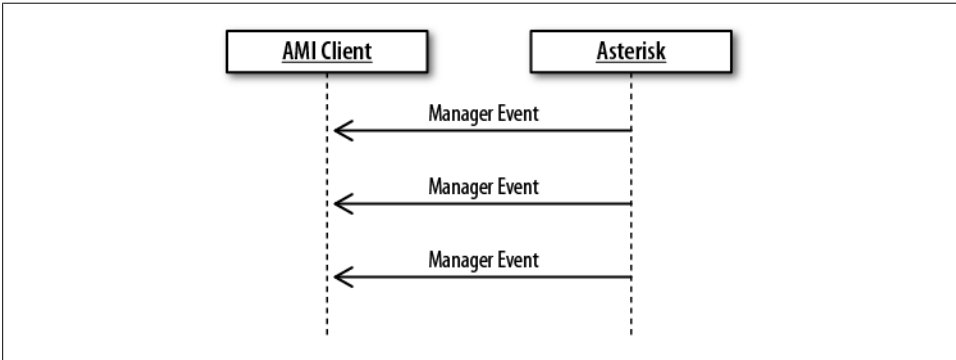 AMI Client
Asterisk
Manager Event
Manager Event
Manager Event